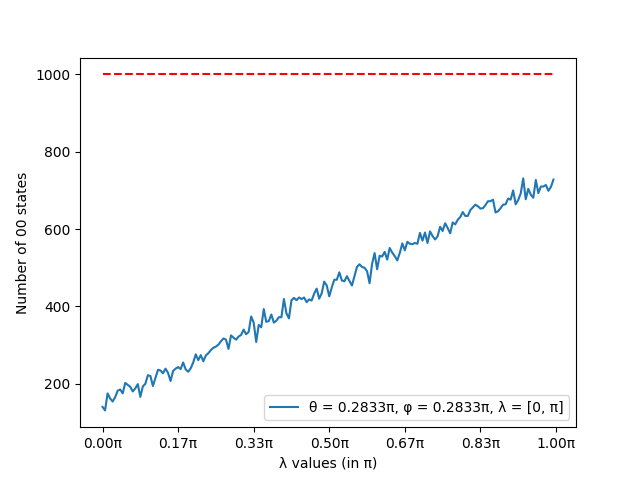 1000
800
600
400
200
Number of 00 states
θ = 0.2833π, φ = 0.2833π, λ = [0, π]
0.00π 0.17π 0.33π 0.50π 0.67π 0.83π 1.00π
λ values (in π)